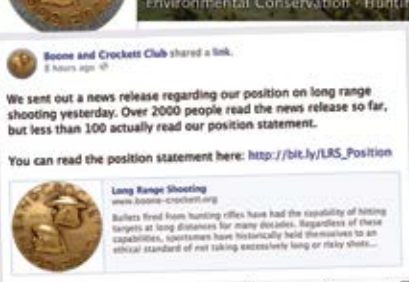 Environmental Conservation · Hunti
Boone and Crockett Club shared a link.
8 hours ago
We sent out a news release regarding our position on long range
shooting yesterday. Over 2000 people read the news release so far,
but less than 100 actually read our position statement.
You can read the position statement here: http://bit.ly/LRS_Position
Long Range Shooting
www.boone-crockett.org
Bullets fired from hunting rifles have had the capability of hitting
targets at long distances for many decades. Regardless of these
capabilities, sportsmen have historically held themselves to an
ethical standard of not taking excessively long or risky shots...